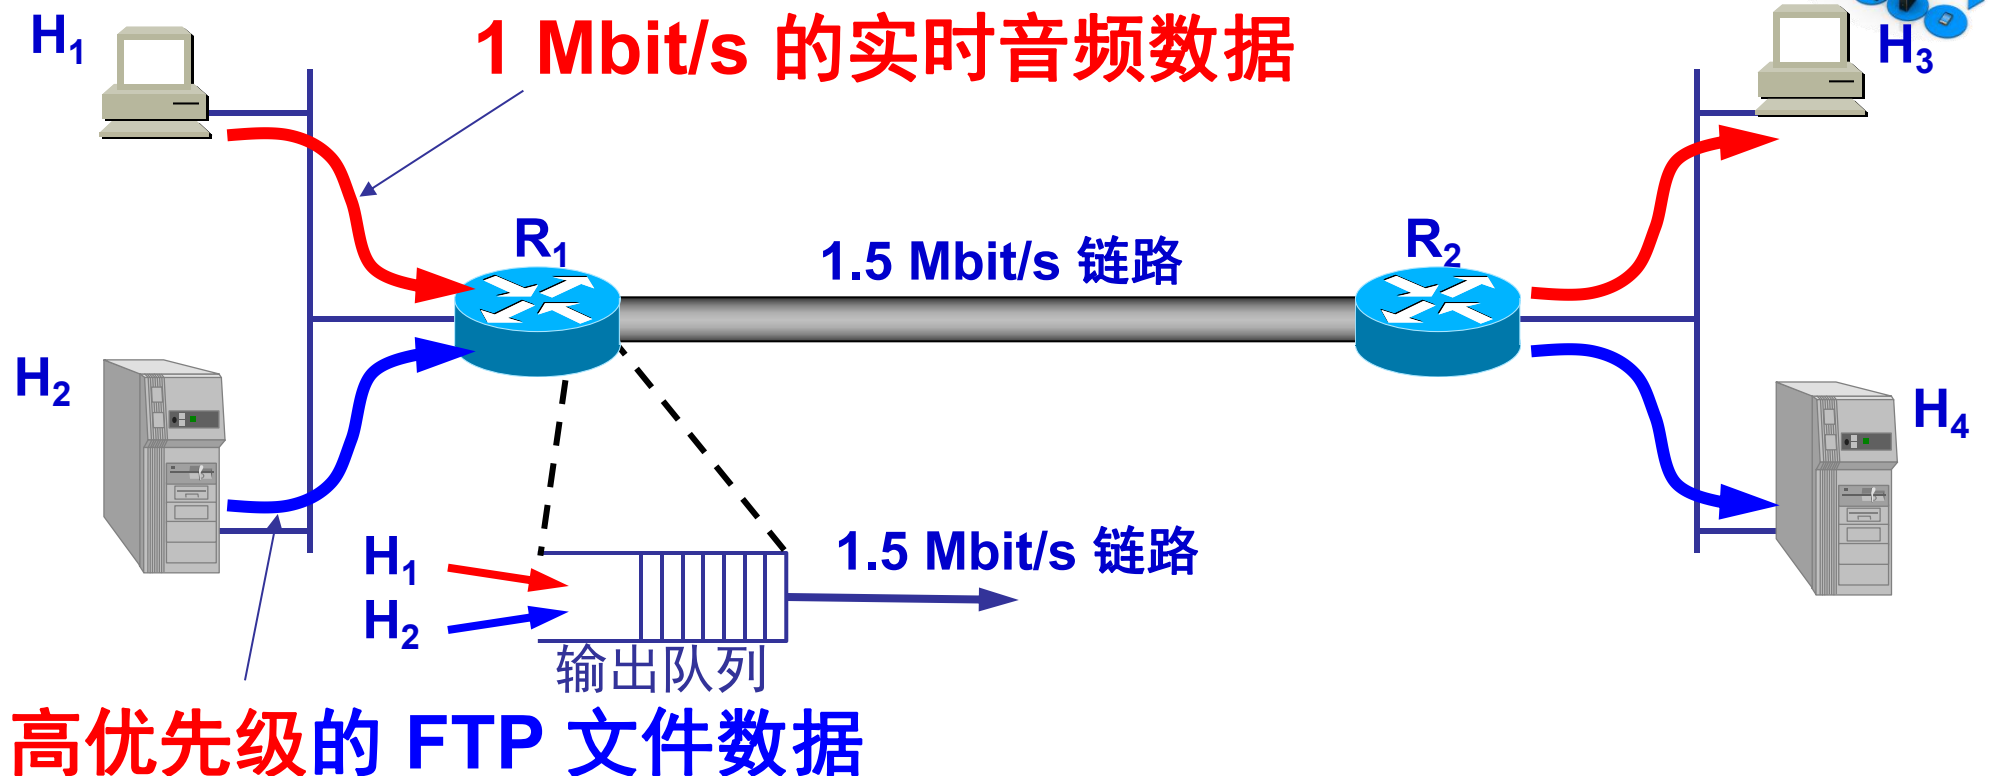 H₁
1 Mbit/s 的实时音频数据
H₃
R₁
1.5 Mbit/s 链路
R₂
H₂
H₄
H₁
1.5 Mbit/s 链路
H₂
输出队列
高优先级的 FTP 文件数据